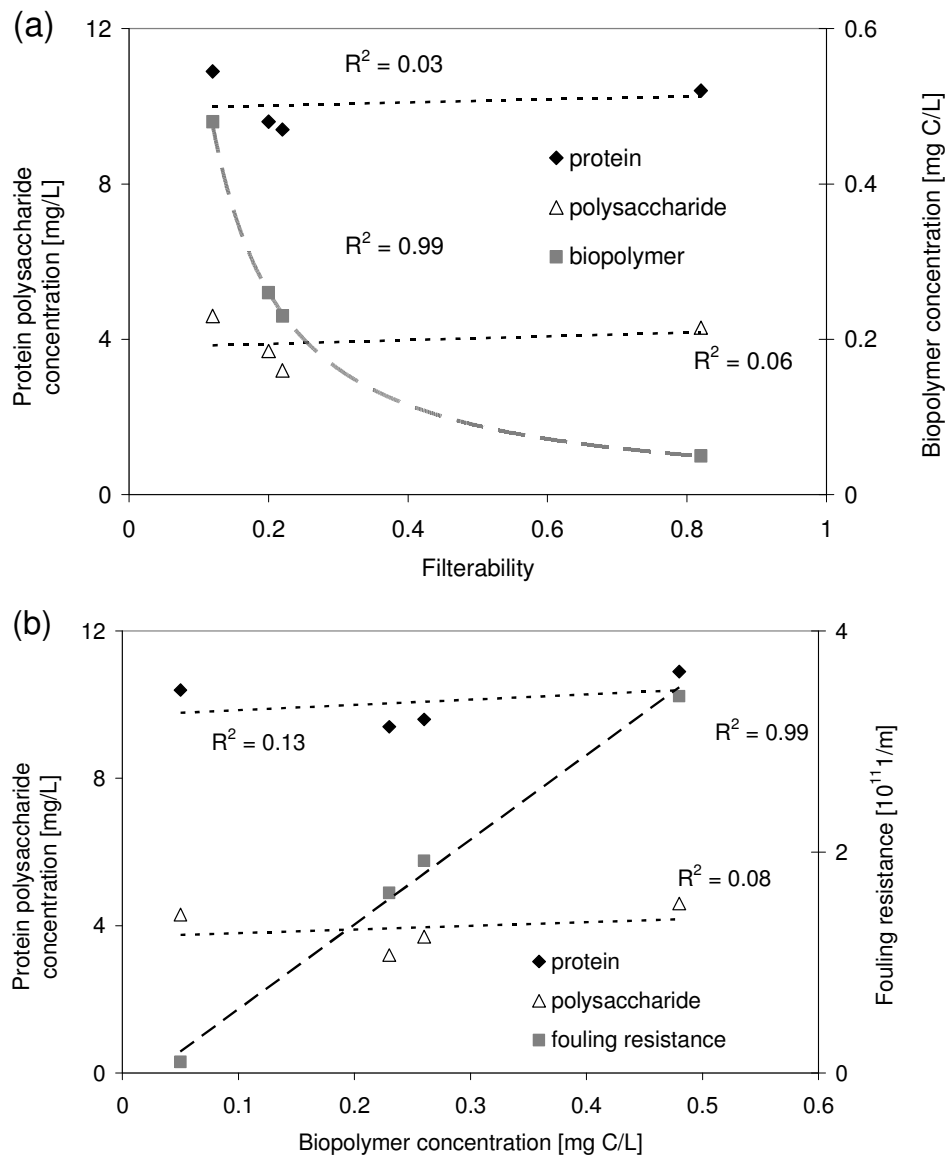 (a)
12
8
4
0
Protein polysaccharide
concentration [mg/L]
R² = 0.03
protein
polysaccharide
biopolymer
R² = 0.99
R² = 0.06
0.6
0.4
0.2
0
Biopolymer concentration [mg C/L]
0 0.2 0.4 0.6 0.8 1
Filterability
(b)
12
8
4
0
Protein polysaccharide
concentration [mg/L]
R² = 0.13
R² = 0.99
R² = 0.08
protein
polysaccharide
fouling resistance
4
2
0
Fouling resistance [10¹¹1/m]
0 0.1 0.2 0.3 0.4 0.5 0.6
Biopolymer concentration [mg C/L]